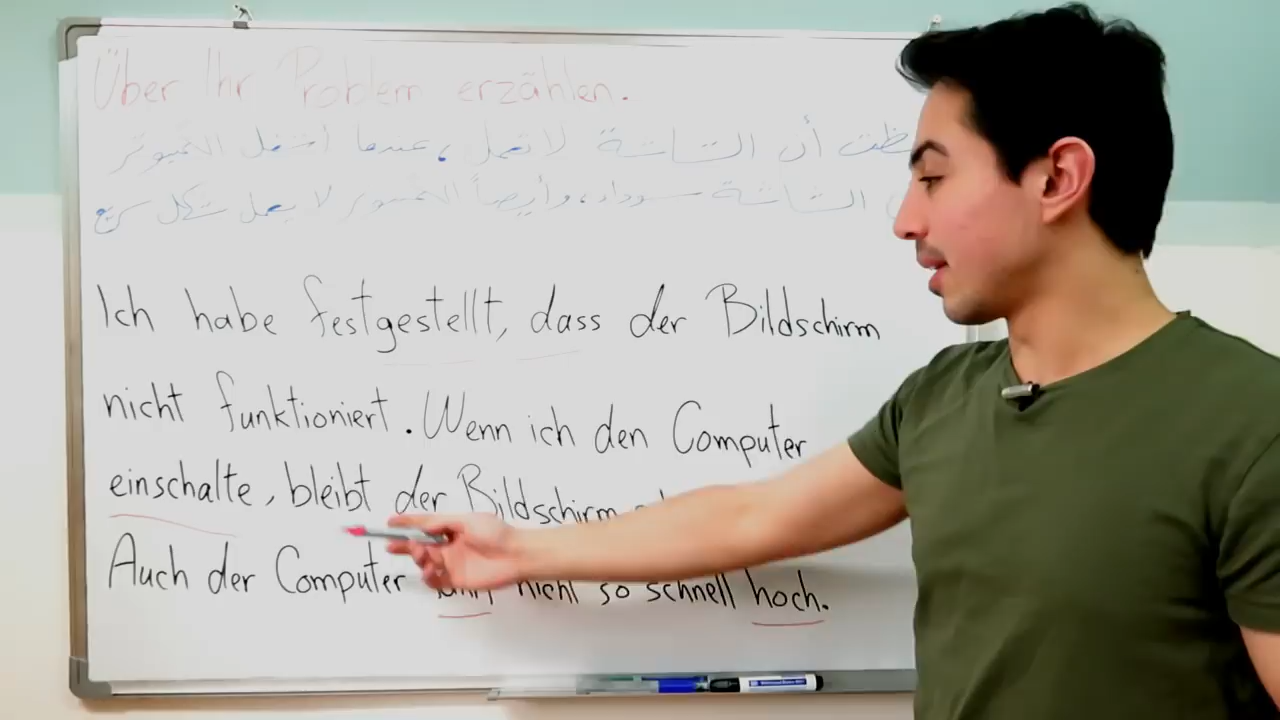 Über Ihr Problem erzählen.
أن الشاشة لا تعمل، عندما أشغل الكمبيوتر
الشاشة سوداء، وأيضاً الكمبيوتر لا يعمل بشكل سريع
Ich habe festgestellt, dass der Bildschirm
nicht funktioniert. Wenn ich den Computer
einschalte, bleibt der Bildschirm
Auch der Computer nicht so schnell hoch.